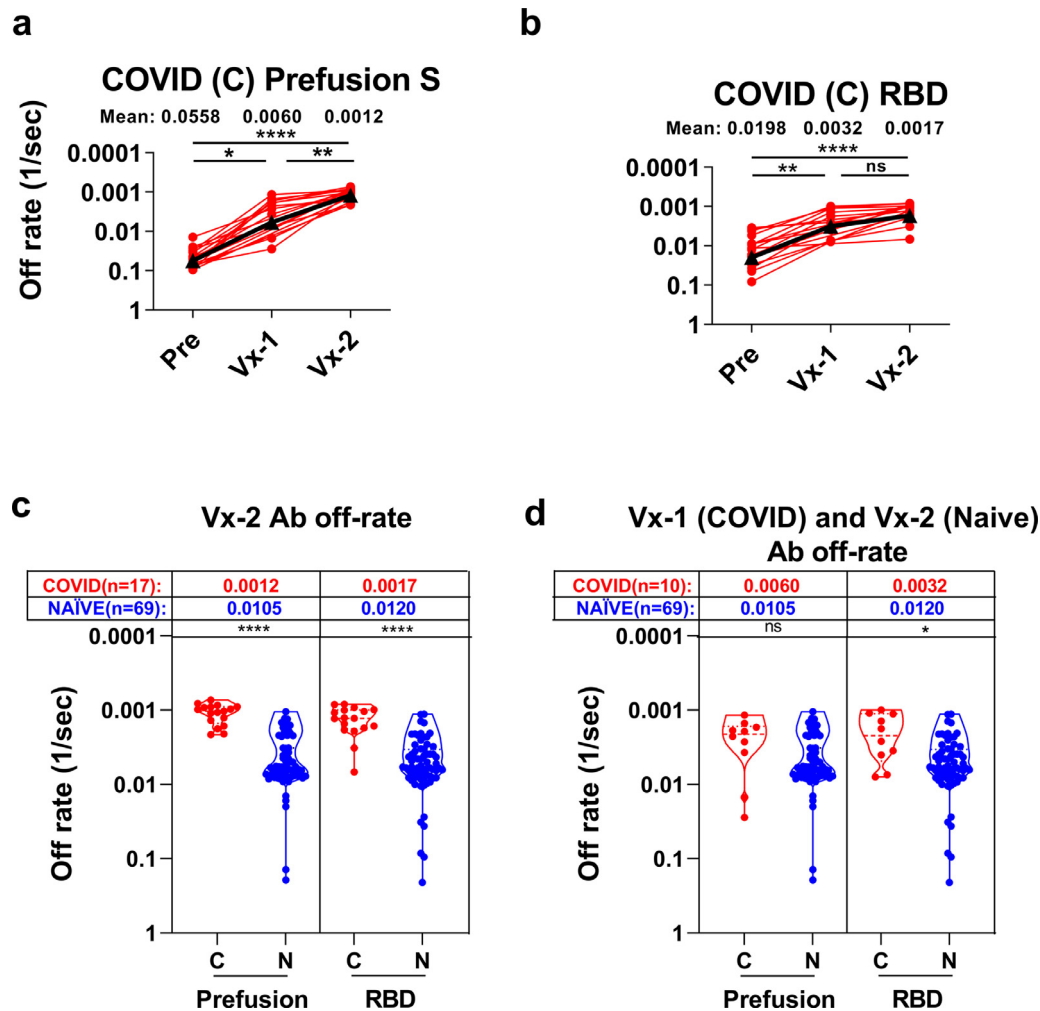 a
COVID (C) Prefusion S
Mean: 0.0558 0.0060 0.0012
****
* **
Off rate (1/sec)
0.0001
0.001
0.01
0.1
1
Pre Vx-1 Vx-2
b
COVID (C) RBD
Mean: 0.0198 0.0032 0.0017
****
** ns
0.0001
0.001
0.01
0.1
1
Pre Vx-1 Vx-2
c
Vx-2 Ab off-rate
COVID(n=17): 0.0012 0.0017
NAÏVE(n=69): 0.0105 0.0120
**** ****
Off rate (1/sec)
0.0001
0.001
0.01
0.1
1
C N C N
Prefusion RBD
d
Vx-1 (COVID) and Vx-2 (Naive)
Ab off-rate
COVID(n=10): 0.0060 0.0032
NAÏVE(n=69): 0.0105 0.0120
ns *
Off rate (1/sec)
0.0001
0.001
0.01
0.1
1
C N C N
Prefusion RBD